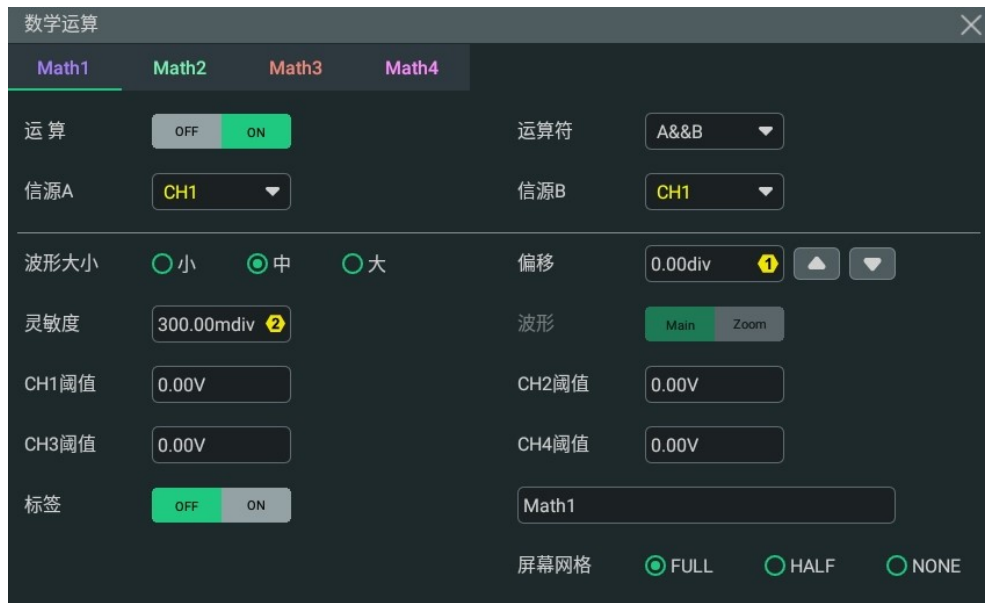 数学运算
Math1 Math2 Math3 Math4
运 算 OFF ON 运算符 A&&B
信源A CH1 信源B CH1
波形大小 小 中 大 偏移 0.00div 1
灵敏度 300.00mdiv 2 波形 Main Zoom
CH1阈值 0.00V CH2阈值 0.00V
CH3阈值 0.00V CH4阈值 0.00V
标签 OFF ON Math1
屏幕网格 FULL HALF NONE